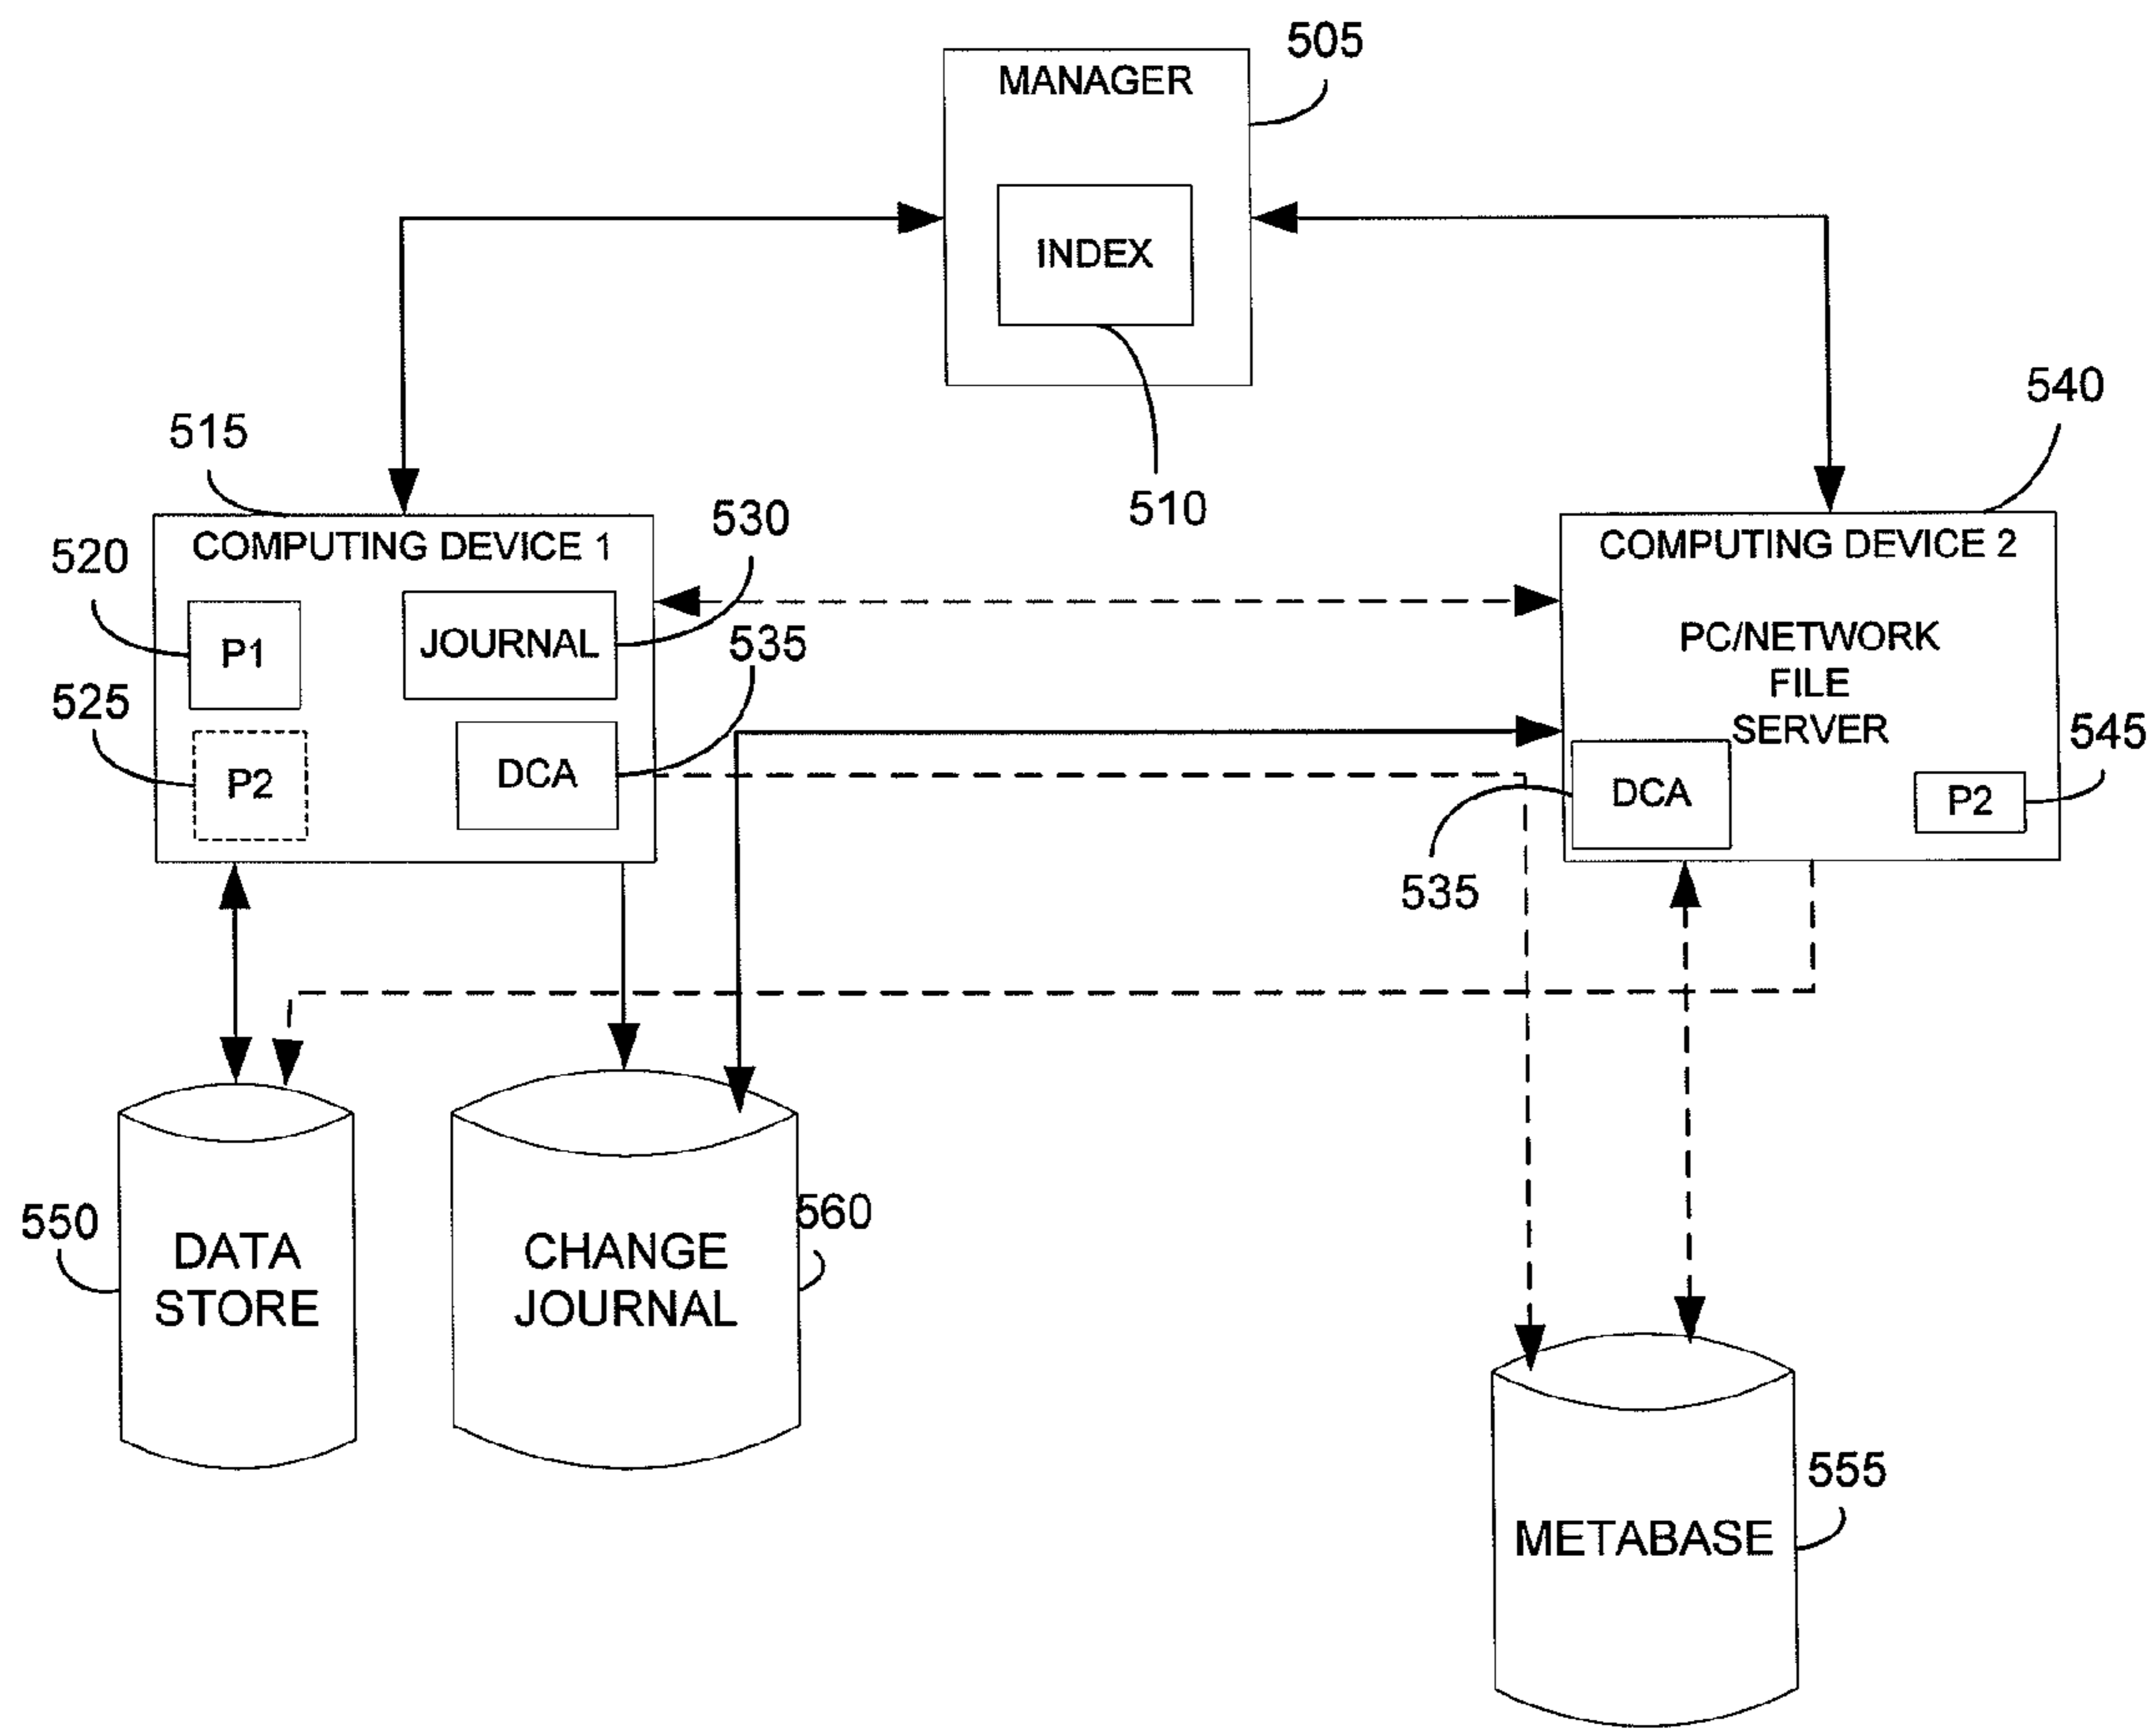 505
MANAGER
INDEX
510
540
515
530
COMPUTING DEVICE 1
COMPUTING DEVICE 2
520
P1
JOURNAL
535
PC/NETWORK
FILE
SERVER
525
P2
DCA
545
DCA
P2
535
550
DATA
STORE
560
CHANGE
JOURNAL
555
METABASE